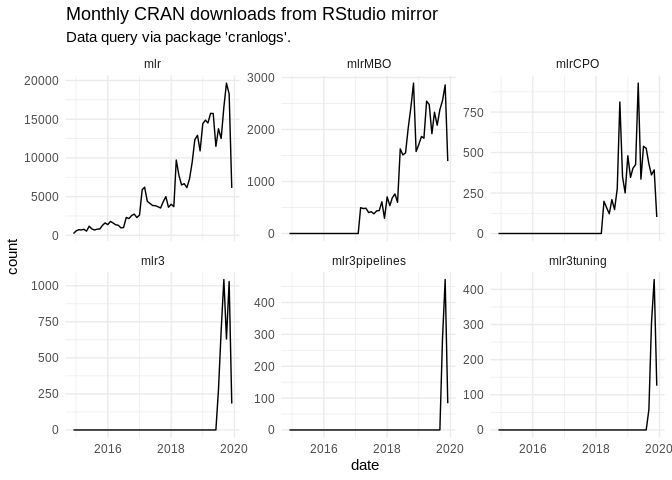 Monthly CRAN downloads from RStudio mirror
Data query via package 'cranlogs'.
mlr
mlrMBO
mlrCPO
20000
15000
10000
5000
0
3000
2000
1000
0
750
500
250
0
count
mlr3
mlr3pipelines
mlr3tuning
1000
750
500
250
0
400
300
200
100
0
400
300
200
100
0
2016 2018 2020
2016 2018 2020
2016 2018 2020
date